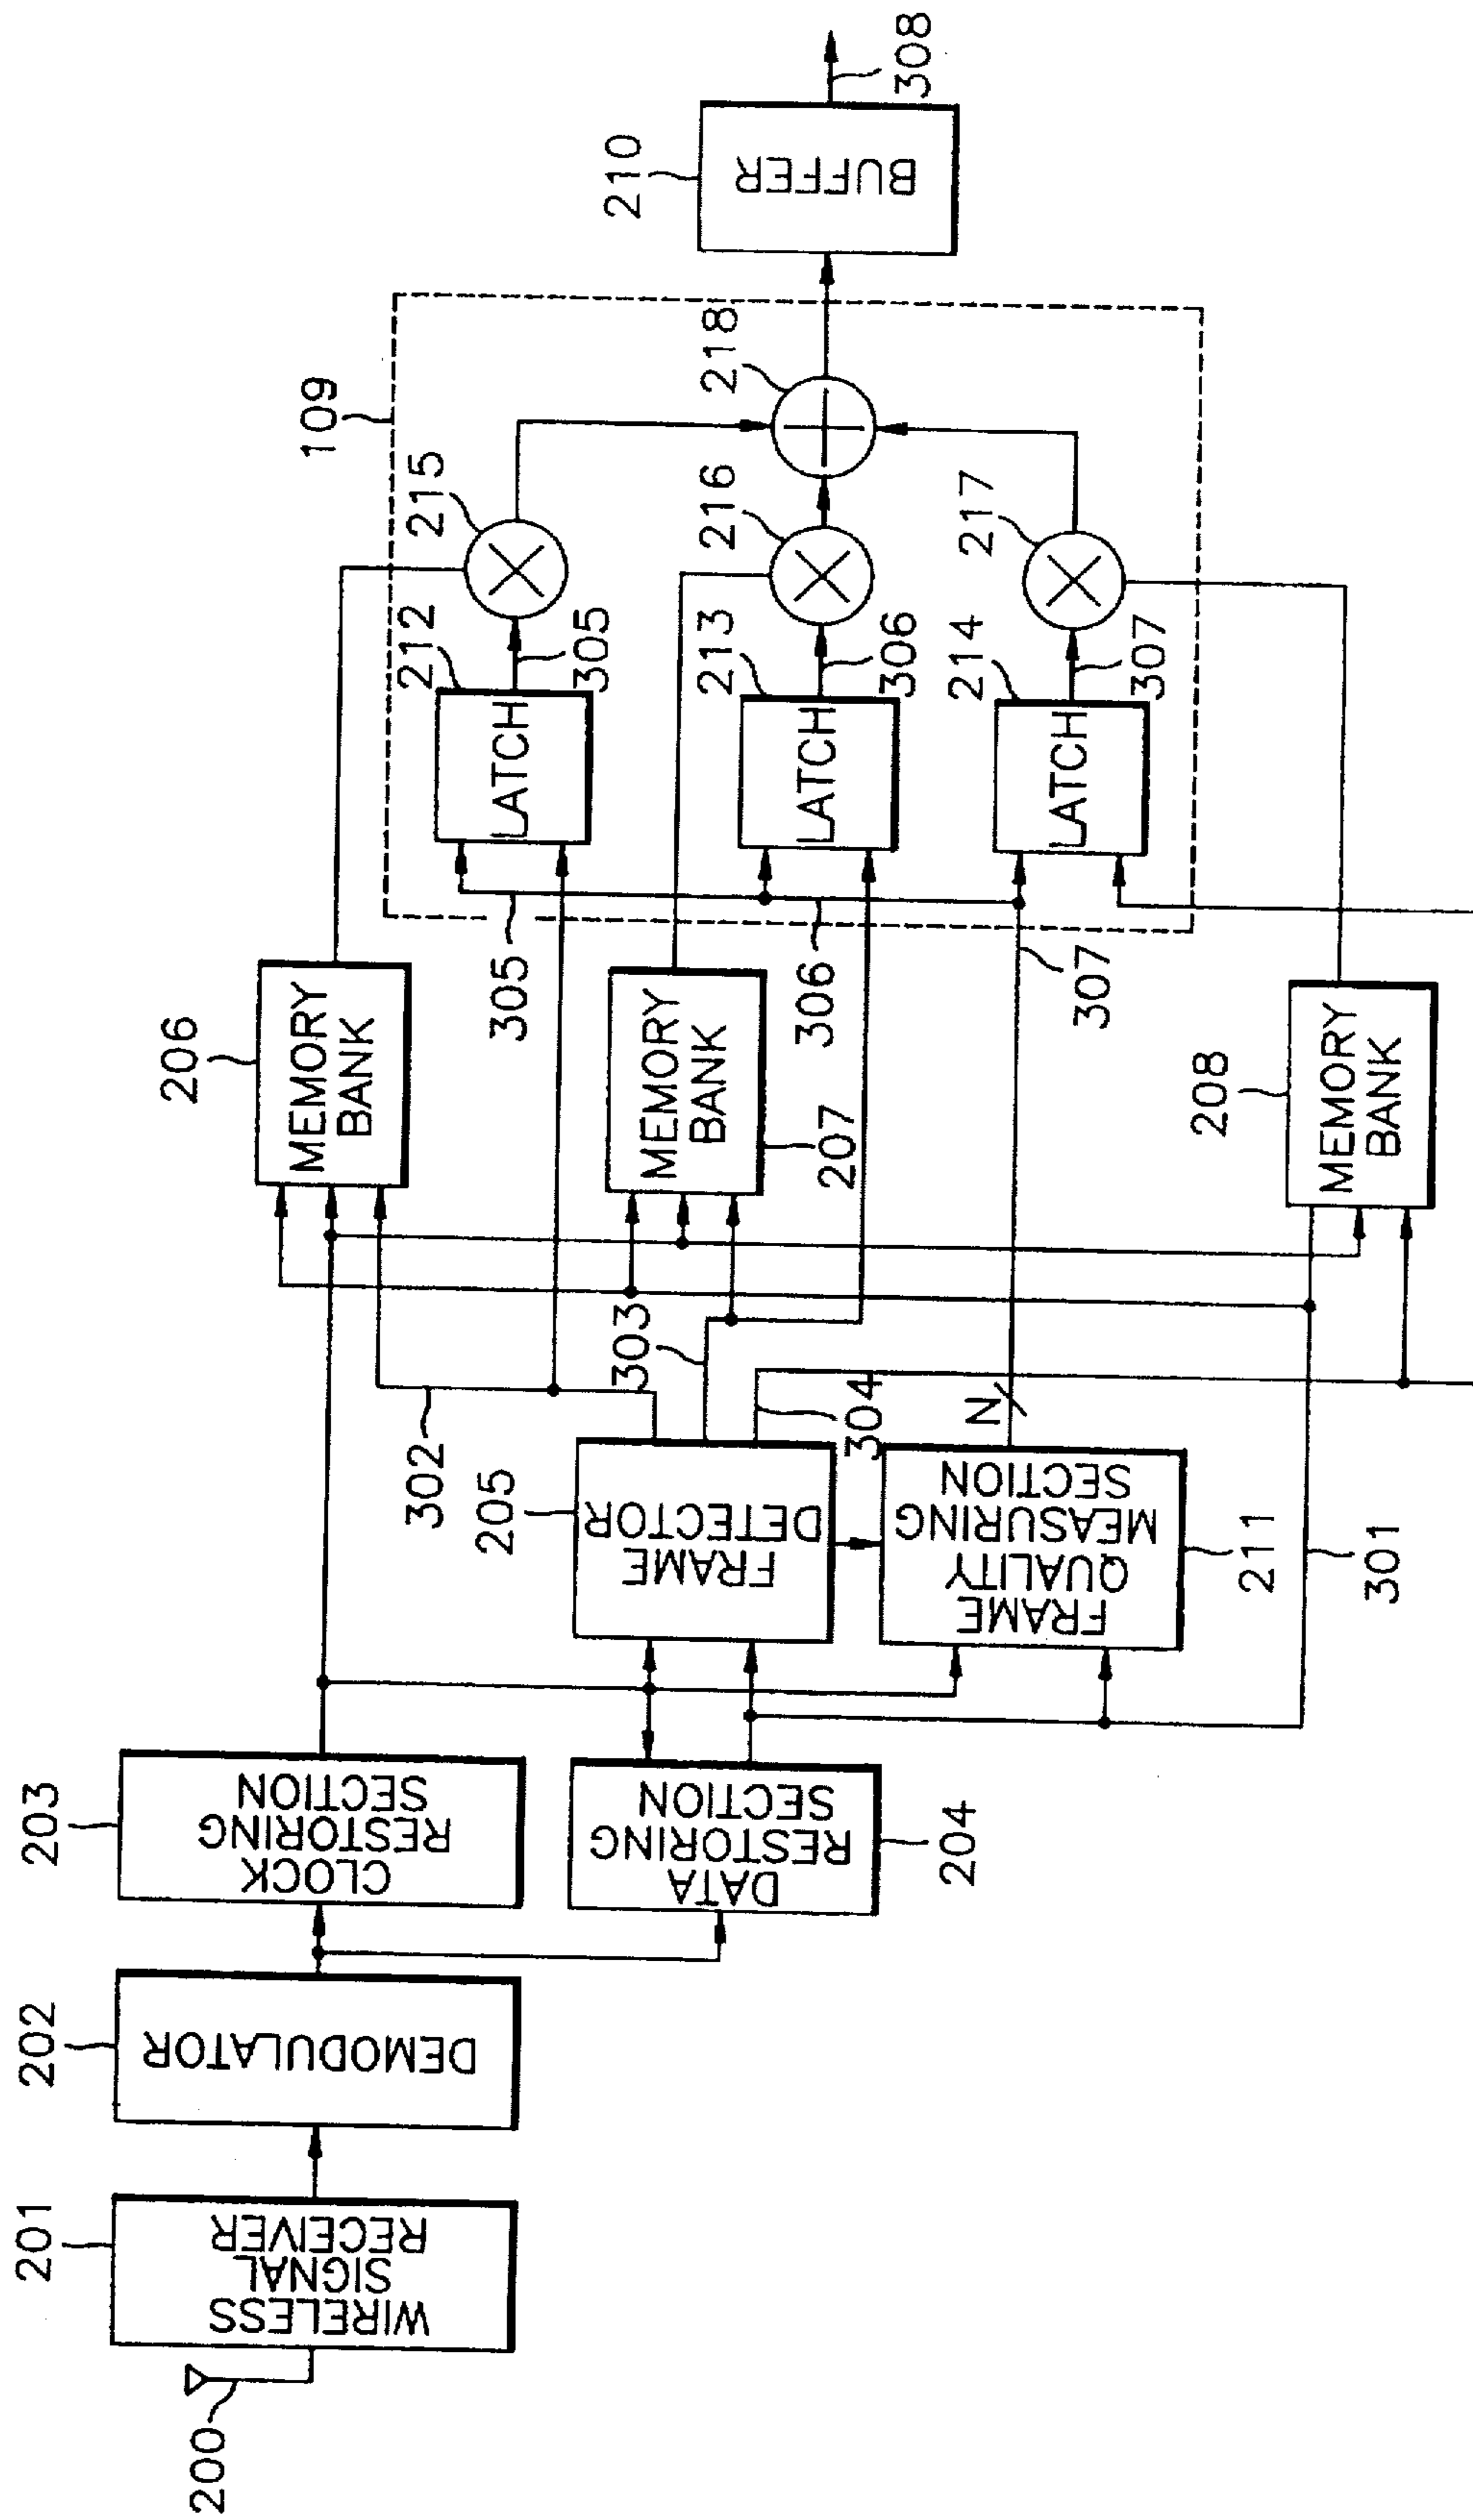 200
201
WIRELESS
SIGNAL
RECEIVER
202
DEMODULATOR
203
CLOCK
RESTORING
SECTION
DATA
RESTORING
SECTION
204
302
205
FRAME
DETECTOR
303
304
FRAME
QUALITY
MEASURING
SECTION
211
N
301
206
MEMORY
BANK
MEMORY
BANK
207
208
MEMORY
BANK
305
306
307
109
212
LATCH
305
213
LATCH
306
214
LATCH
307
215
216
217
218
210
BUFFER
308